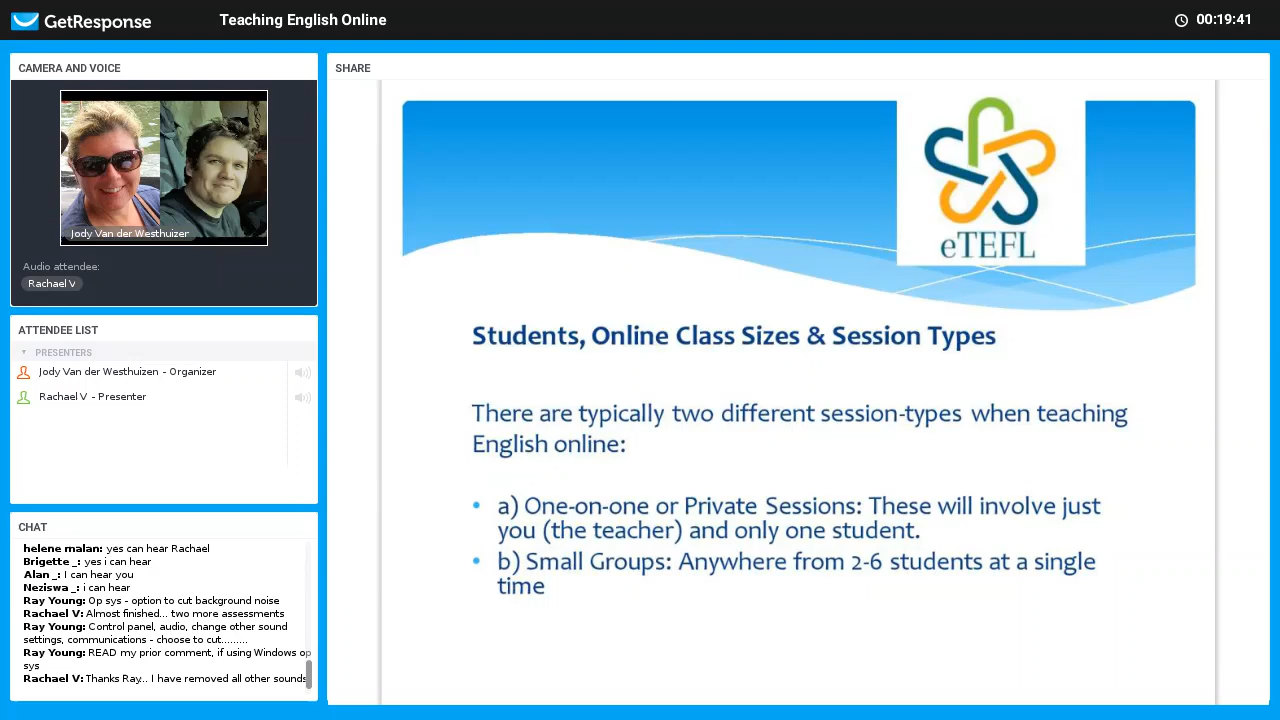 GetResponse
Teaching English Online
00:19:41
CAMERA AND VOICE
Jody Van der Westhuizen
Audio attendee:
Rachael V
ATTENDEE LIST
PRESENTERS
Jody Van der Westhuizen - Organizer
Rachael V - Presenter
CHAT
helene malan: yes can hear Rachael
Brigette _: yes i can hear
Alan _: I can hear you
Neziswa _: i can hear
Ray Young: Op sys - option to cut background noise
Rachael V: Almost finished... two more assessments
Ray Young: Control panel, audio, change other sound
settings, communications - choose to cut.........
Ray Young: READ my prior comment, if using Windows op
sys
Rachael V: Thanks Ray... I have removed all other sounds
SHARE
eTEFL
Students, Online Class Sizes & Session Types
There are typically two different session-types when teaching
English online:
• a) One-on-one or Private Sessions: These will involve just
you (the teacher) and only one student.
• b) Small Groups: Anywhere from 2-6 students at a single
time